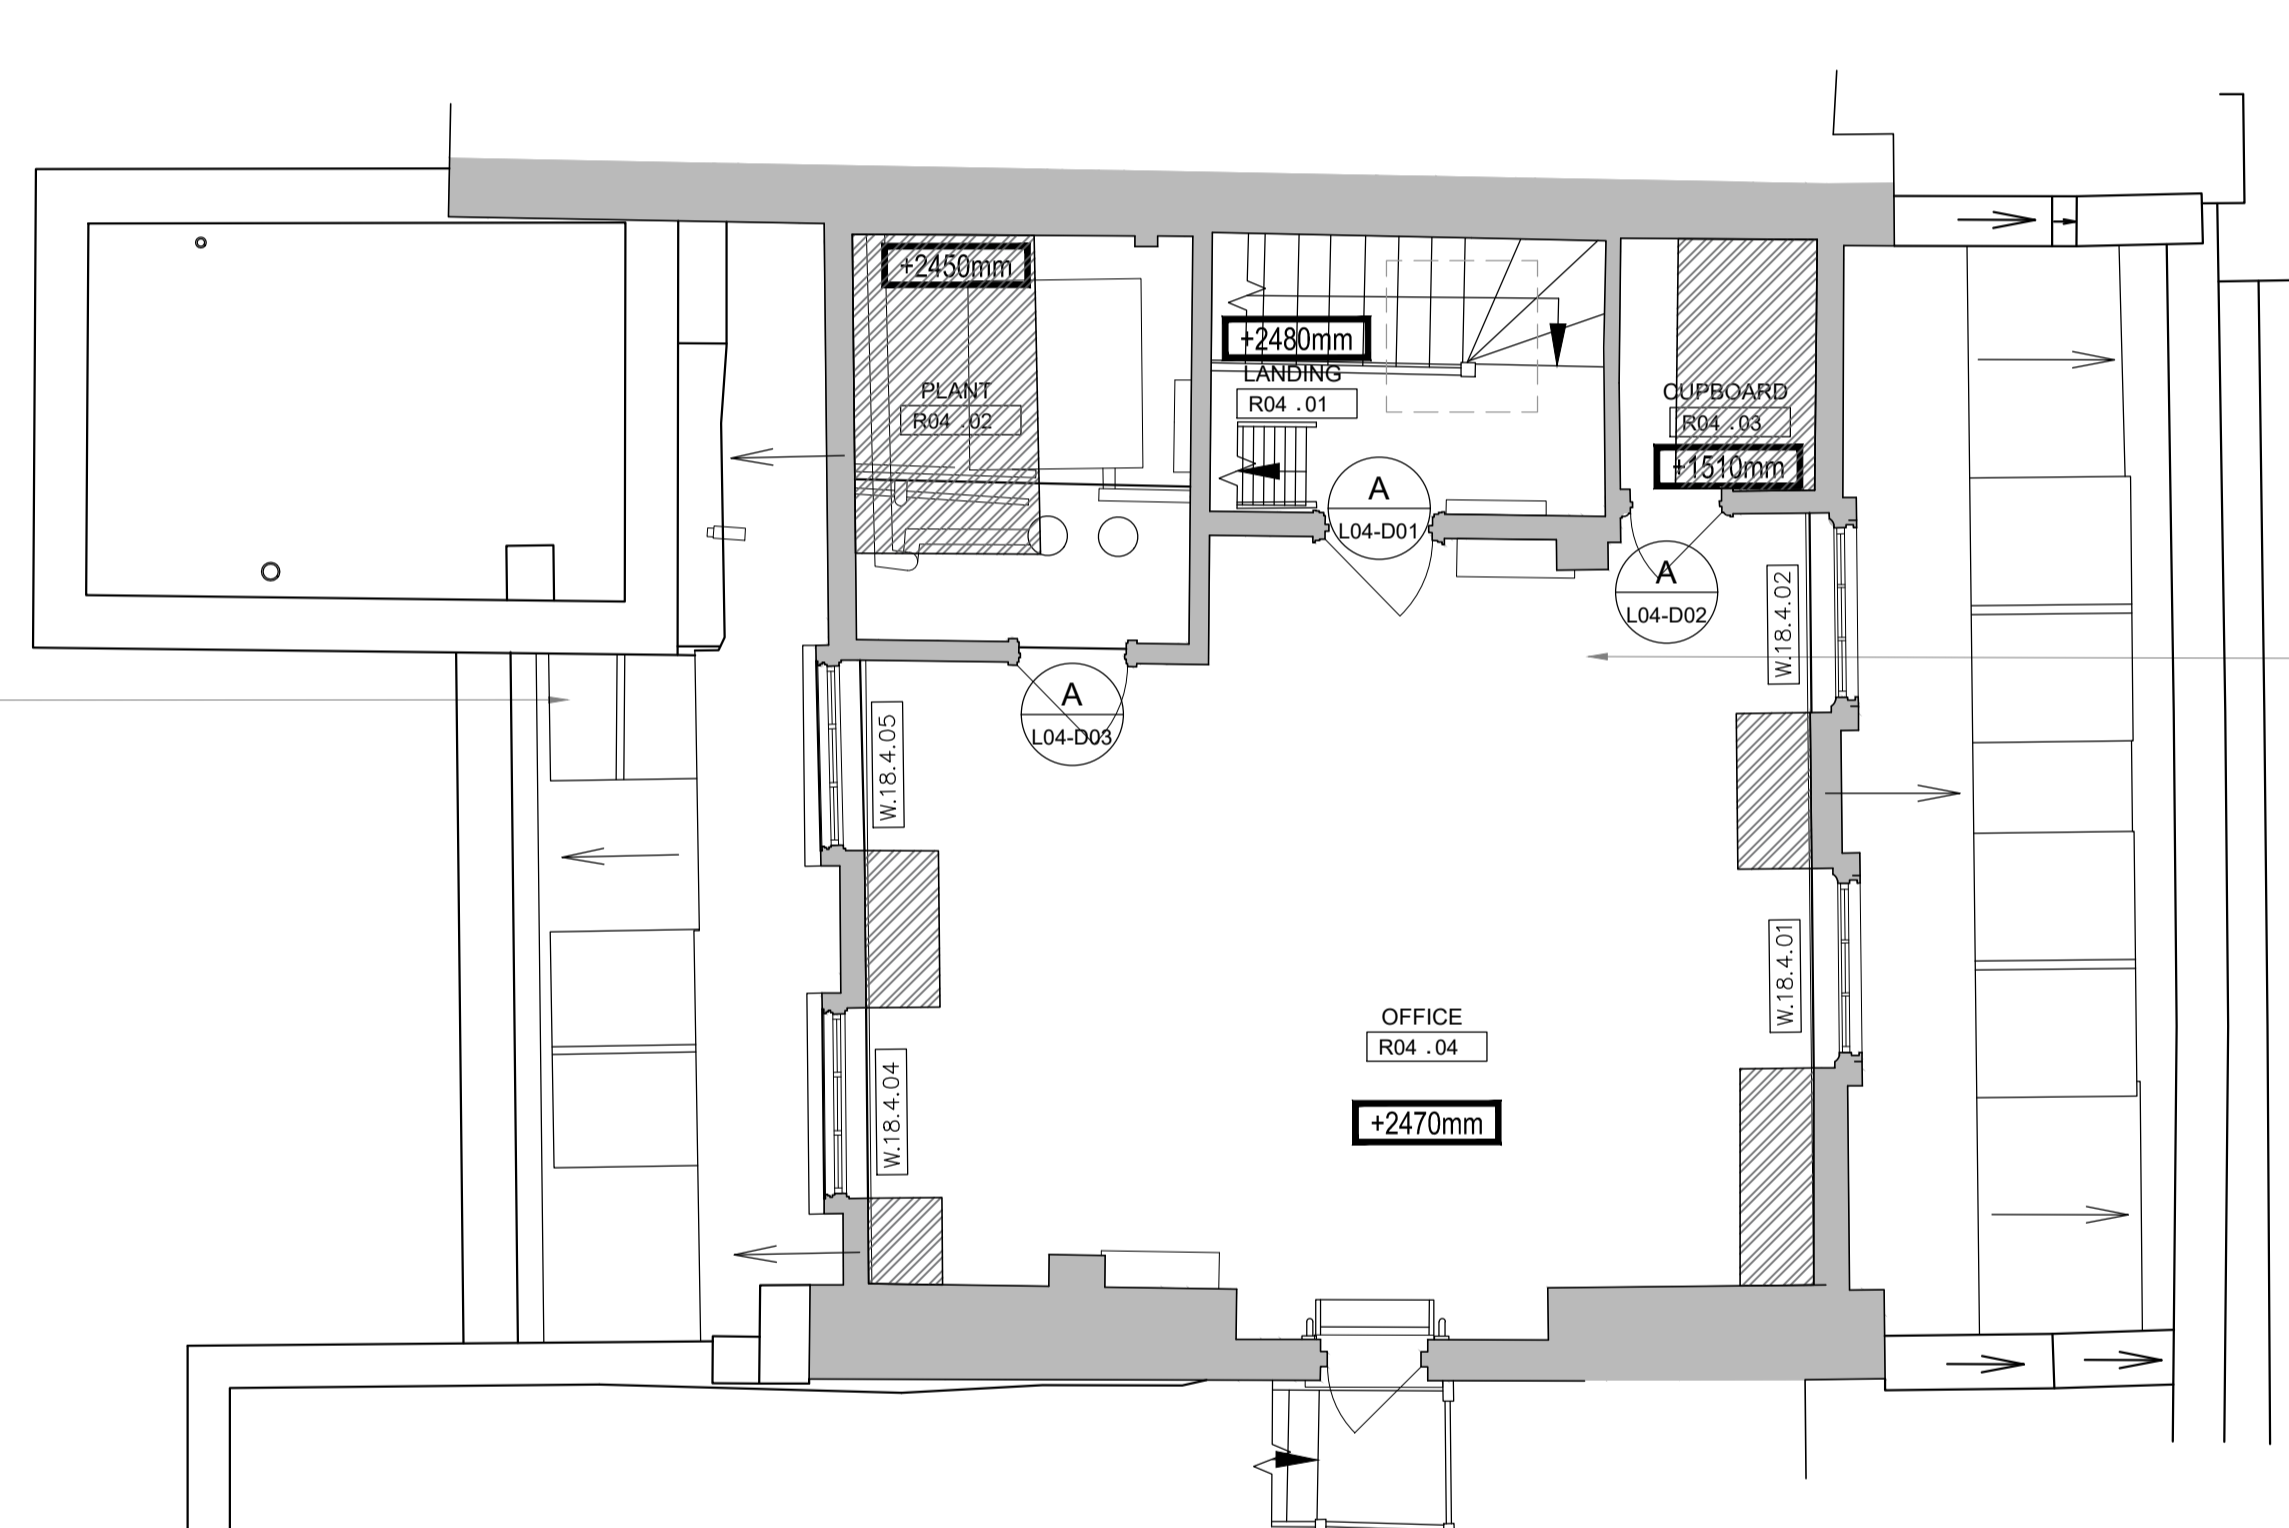 +2450mm
PLANT
R04 .02
+2480mm
LANDING
R04 .01
CUPBOARD
R04 .03
+1510mm
A
L04-D01
A
L04-D02
A
L04-D03
W.18.4.02
W.18.4.05
W.18.4.01
W.18.4.04
OFFICE
R04 .04
+2470mm